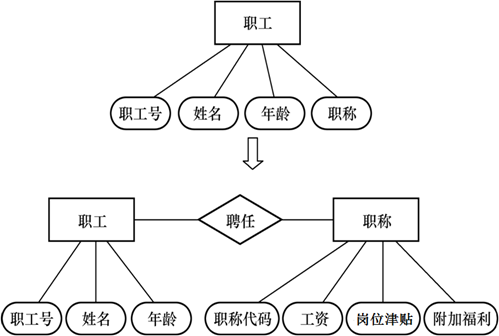 职工
职工号 姓名 年龄 职称
职工 聘任 职称
职工号 姓名 年龄 职称代码 工资 岗位津贴 附加福利